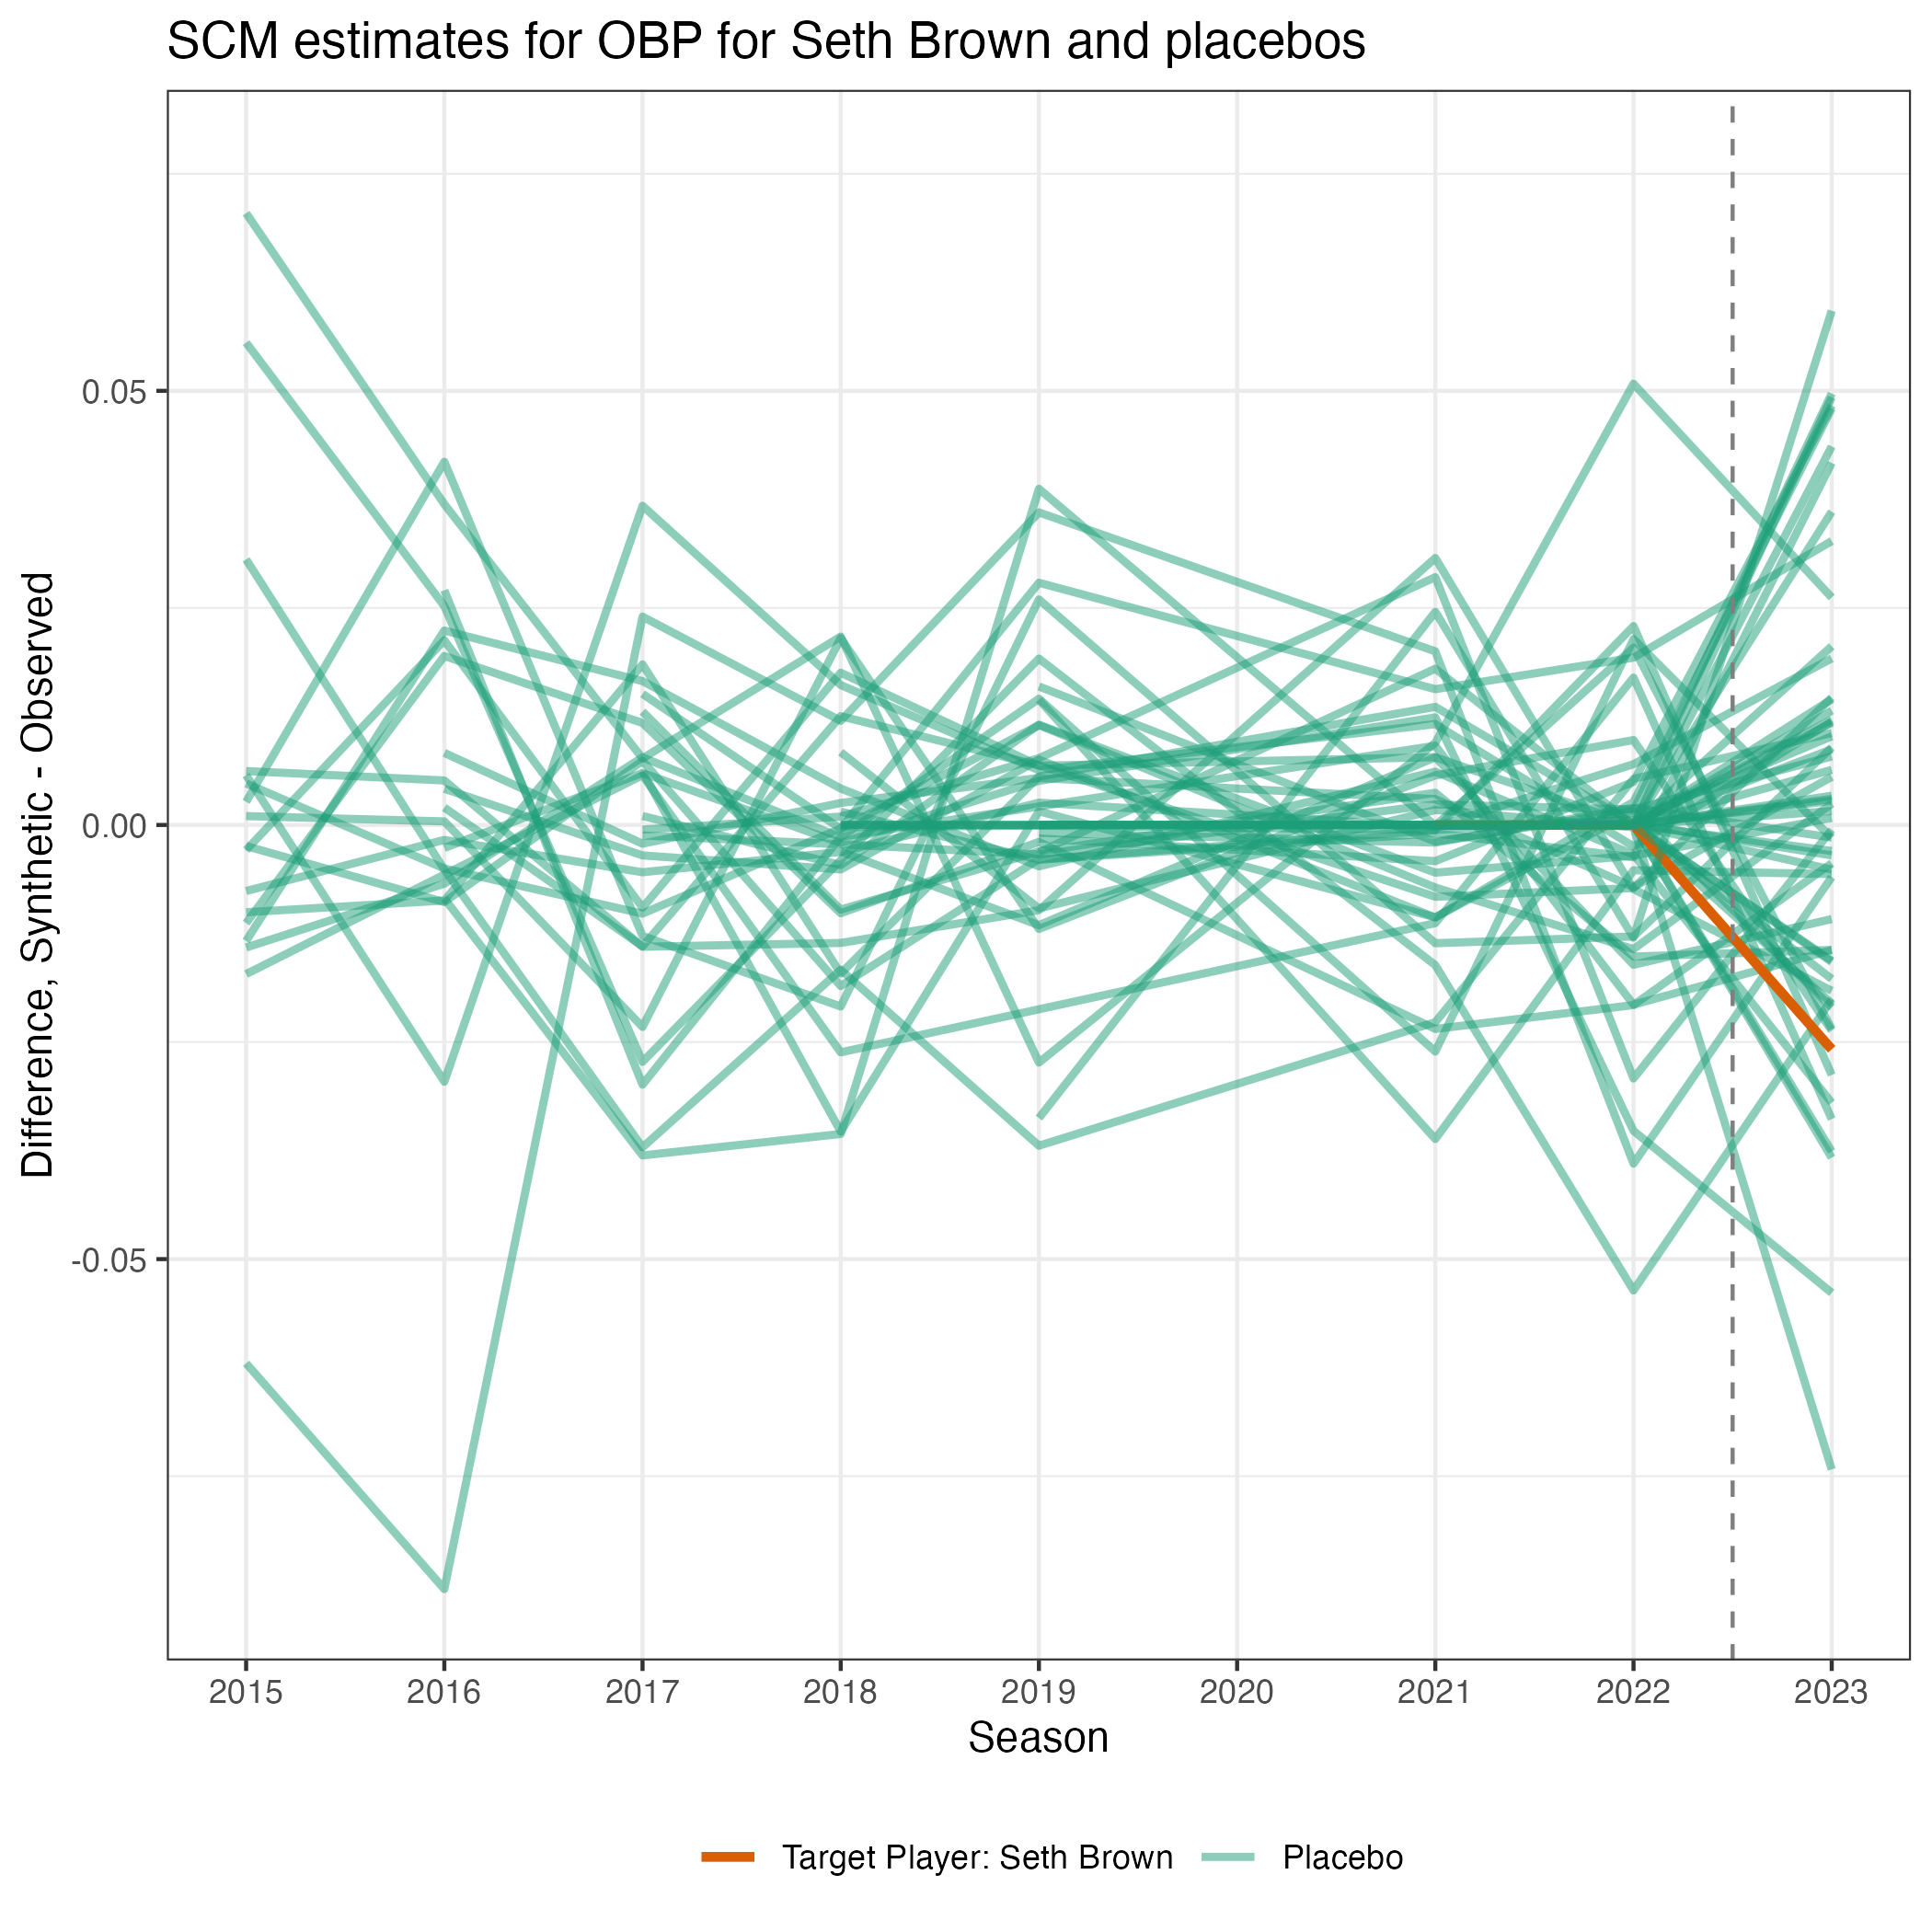 SCM estimates for OBP for Seth Brown and placebos
Difference, Synthetic - Observed
0.05
0.00
-0.05
2015 2016 2017 2018 2019 2020 2021 2022 2023
Season
Target Player: Seth Brown Placebo